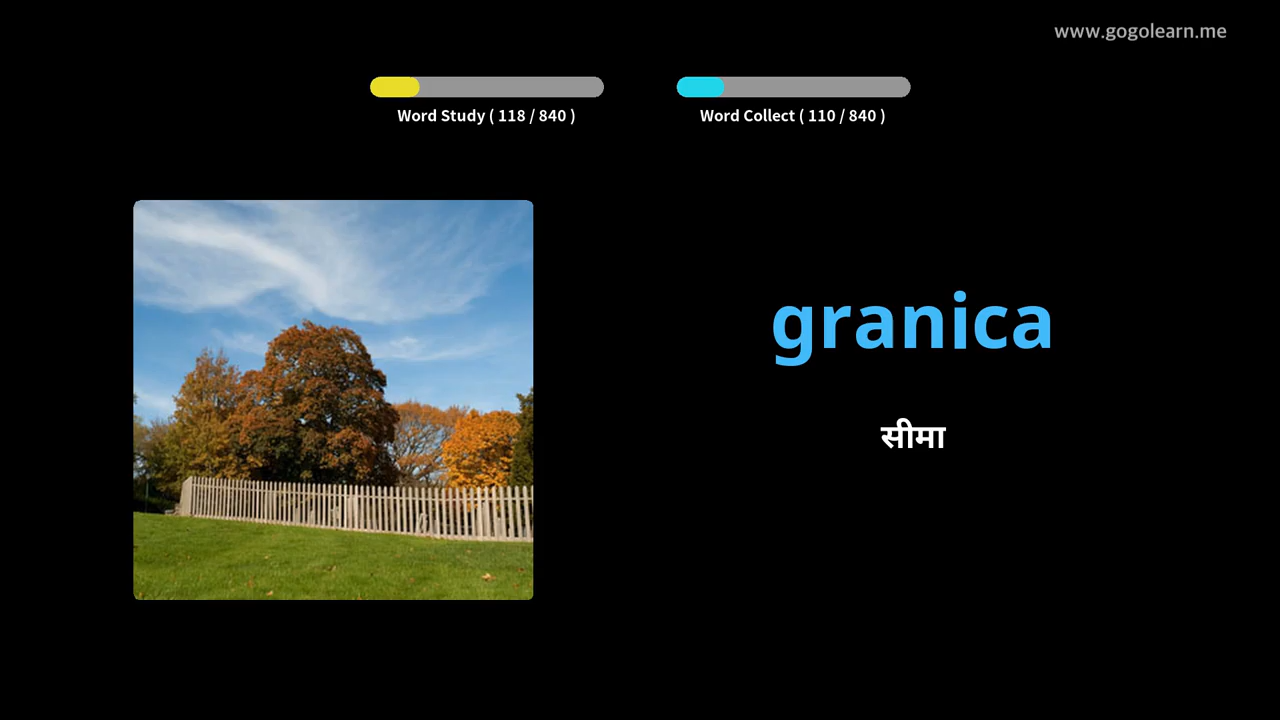 www.gogolearn.me
Word Study ( 118 / 840 )
Word Collect ( 110 / 840 )
granica
सीमा